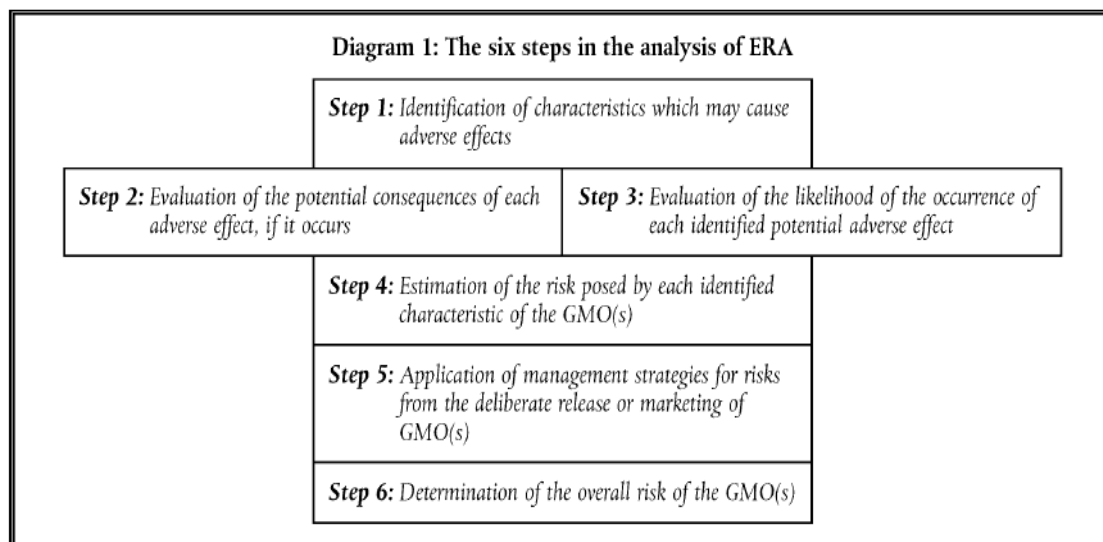 Diagram 1: The six steps in the analysis of ERA
Step 1: Identification of characteristics which may cause
adverse effects
Step 2: Evaluation of the potential consequences of each
adverse effect, if it occurs
Step 3: Evaluation of the likelihood of the occurrence of
each identified potential adverse effect
Step 4: Estimation of the risk posed by each identified
characteristic of the GMO(s)
Step 5: Application of management strategies for risks
from the deliberate release or marketing of
GMO(s)
Step 6: Determination of the overall risk of the GMO(s)